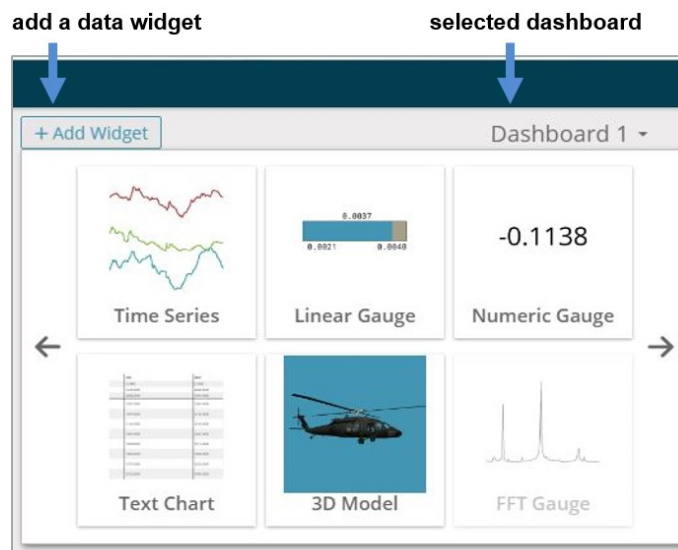 add a data widget
selected dashboard
+ Add Widget
Dashboard 1
0.0037
0.0021
0.0040
-0.1138
Time Series
Linear Gauge
Numeric Gauge
Text Chart
3D Model
FFT Gauge